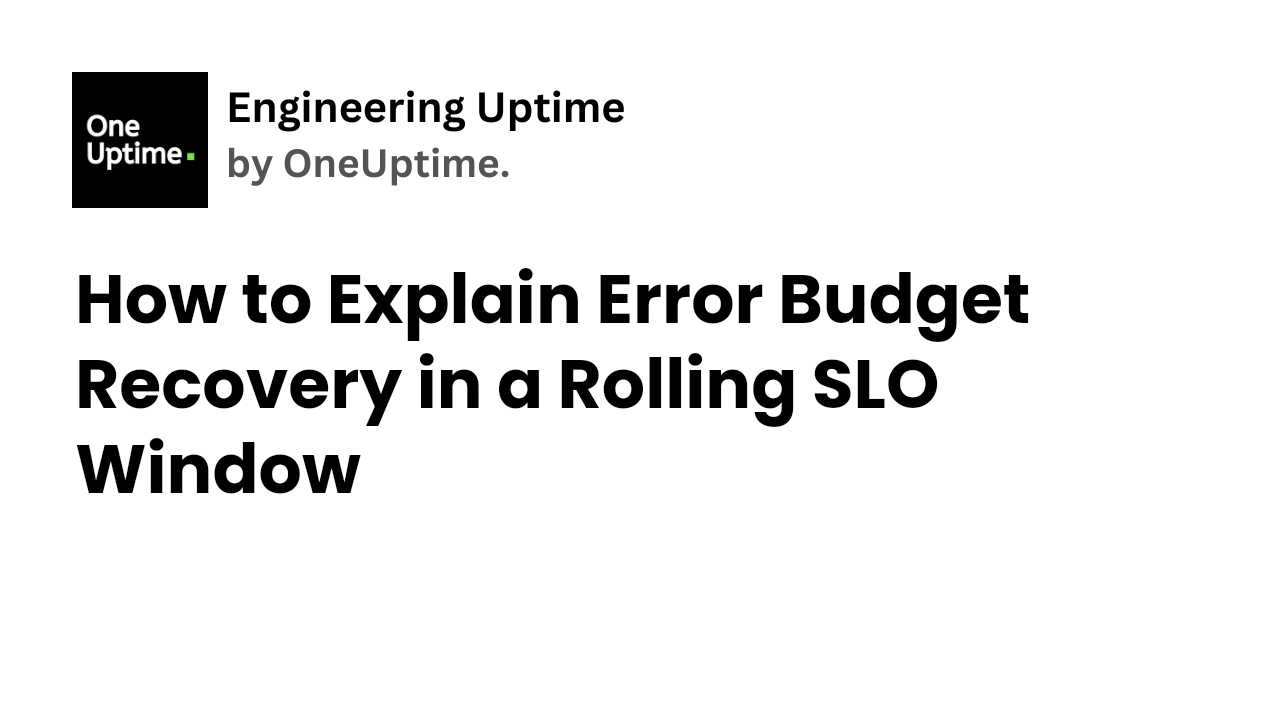 One
Uptime
Engineering Uptime
by OneUptime.
How to Explain Error Budget
Recovery in a Rolling SLO
Window